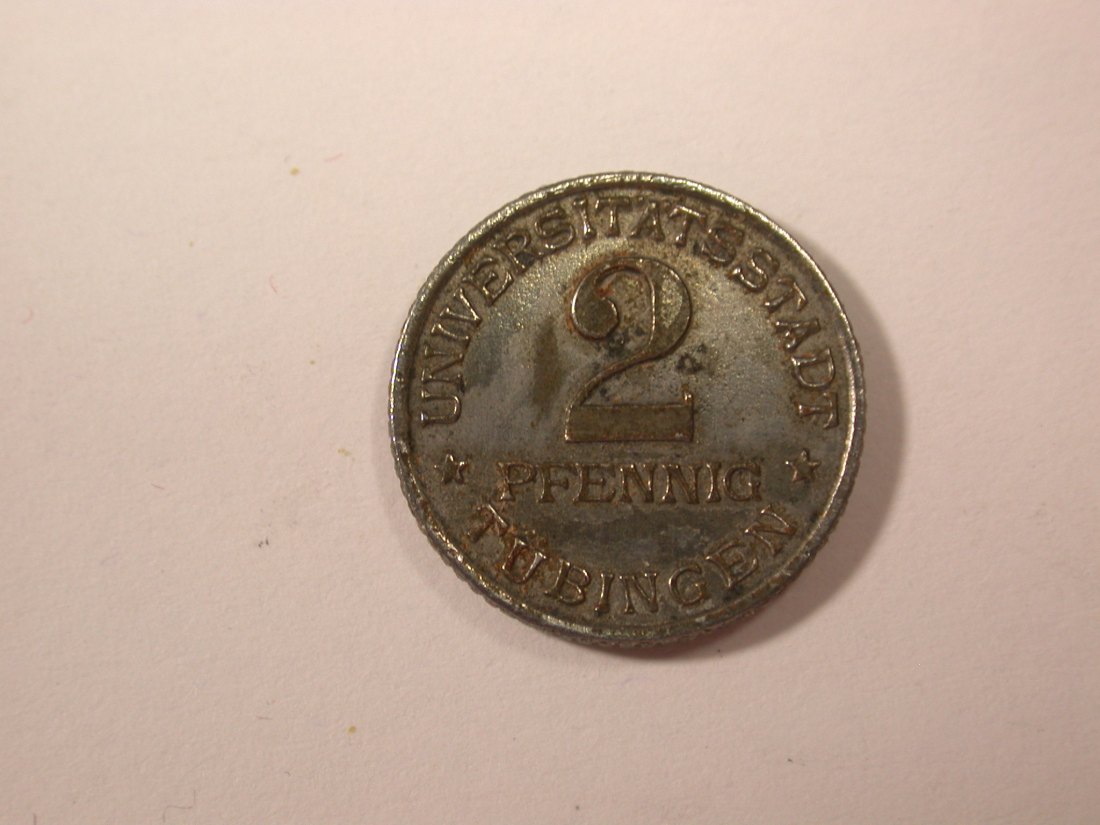 UNIVERSITÄTSSTADT
2
★ PFENNIG ★
TÜBINGEN